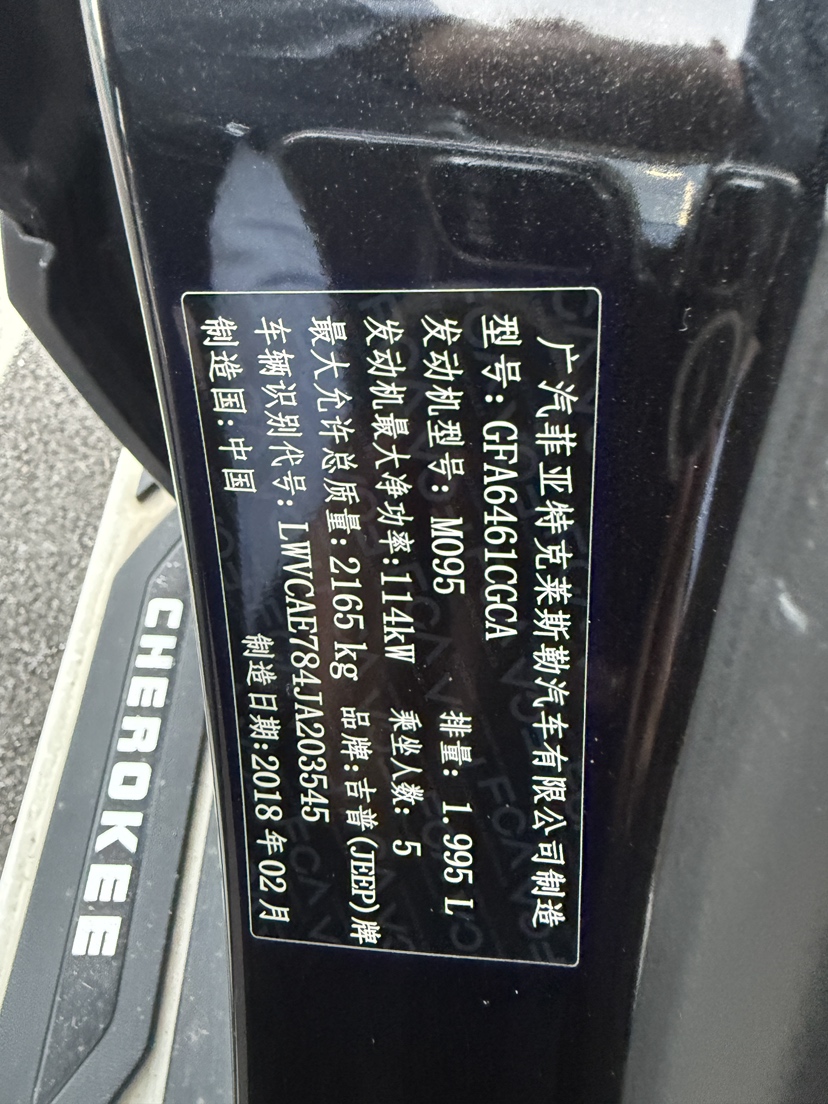 广汽菲亚特克莱斯勒汽车有限公司制造
型号:GFA6461CGCA
发动机型号:M095 排量: 1.995 L
发动机最大净功率:114kW 乘坐人数: 5
最大允许总质量:2165 kg 品牌:吉普(JEEP)牌
车辆识别代号:LWVCAE784JA203545
制造国:中国 制造日期:2018年02月
CHEROKEE